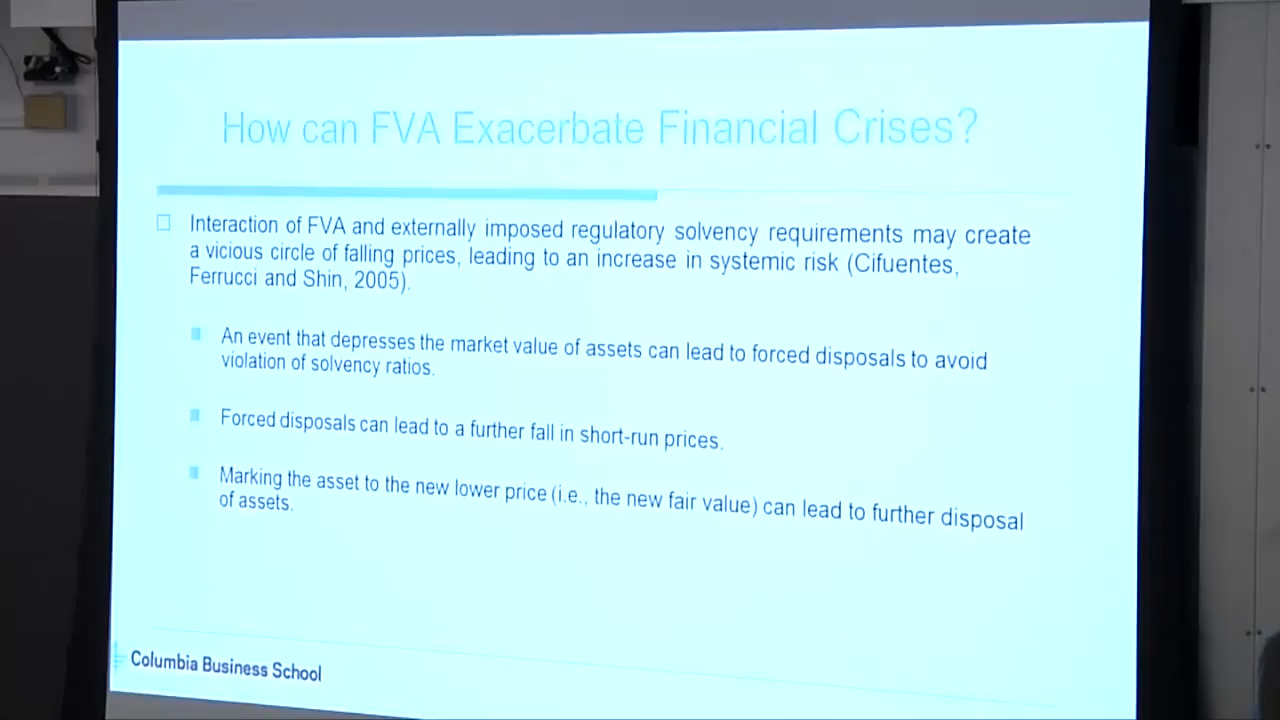 How can FVA Exacerbate Financial Crises?
Interaction of FVA and externally imposed regulatory solvency requirements may create
a vicious circle of falling prices, leading to an increase in systemic risk (Cifuentes,
Ferrucci and Shin, 2005).
An event that depresses the market value of assets can lead to forced disposals to avoid
violation of solvency ratios.
Forced disposals can lead to a further fall in short-run prices.
Marking the asset to the new lower price (i.e., the new fair value) can lead to further disposal
of assets.
Columbia Business School